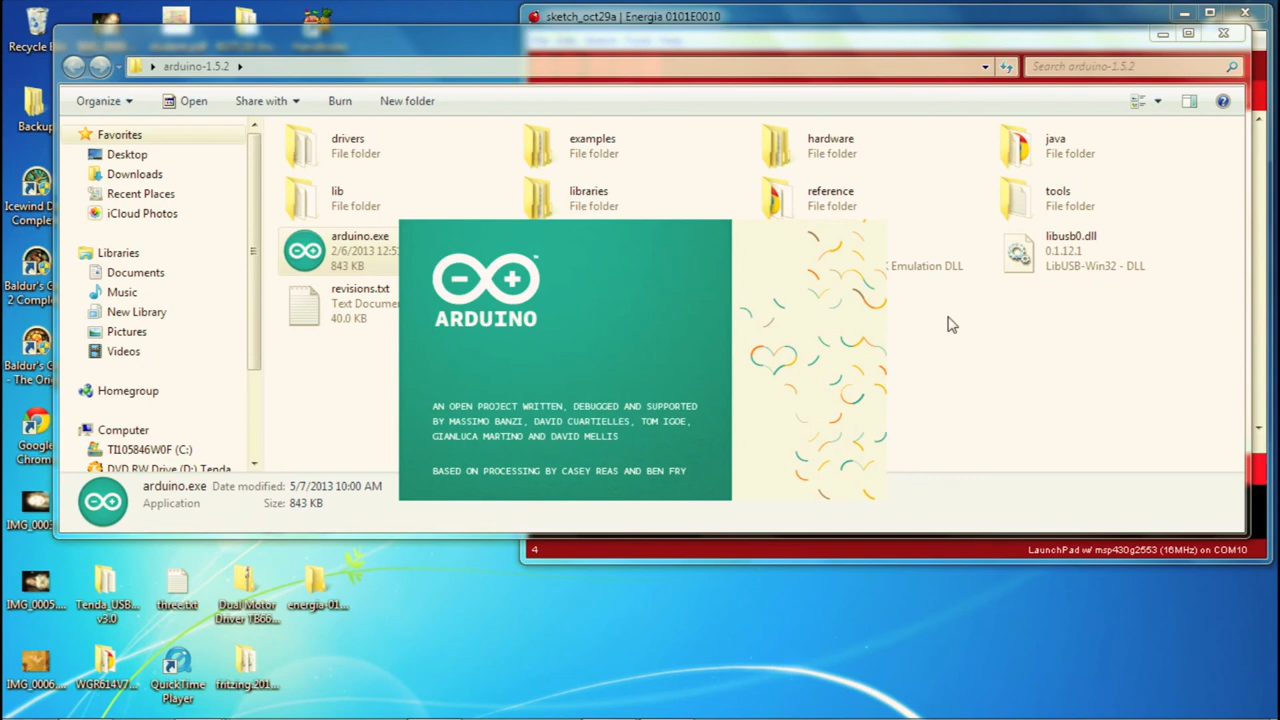 Recycle
sketch_oct29a | Energia 0101E0010
arduino-1.5.2
Search arduino-1.5.2
Organize
Open
Share with
Burn
New folder
Favorites
Desktop
Downloads
Recent Places
iCloud Photos
Libraries
Documents
Music
New Library
Pictures
Videos
Homegroup
Computer
TI105846W0F (C:)
DVD RW Drive (D:) Tenda
drivers
File folder
examples
File folder
hardware
File folder
java
File folder
lib
File folder
libraries
File folder
reference
File folder
tools
File folder
arduino.exe
2/6/2013 12:5
843 KB
Emulation DLL
libusb0.dll
0.1.12.1
LibUSB-Win32 - DLL
revisions.txt
Text Docume
40.0 KB
ARDUINO
AN OPEN PROJECT WRITTEN, DEBUGGED AND SUPPORTED
BY MASSIMO BANZI, DAVID CUARTIELLES, TOM IGOE,
GIANLUCA MARTINO AND DAVID MELLIS
BASED ON PROCESSING BY CASEY REAS AND BEN FRY
arduino.exe Date modified: 5/7/2013 10:00 AM
Application Size: 843 KB
4
LaunchPad w/ msp430g2553 (16MHz) on COM10
Backup
Icewind D
Comple
Baldur's G
2 Comple
Baldur's G
- The Ori
Google
Chrom
IMG_0003
IMG_0005....
Tenda_USB...
v3.0
three.txt
Dual Motor
Driver TB66...
energia-01...
IMG_0006....
WGR614V7...
QuickTime
Player
fritzing.201...